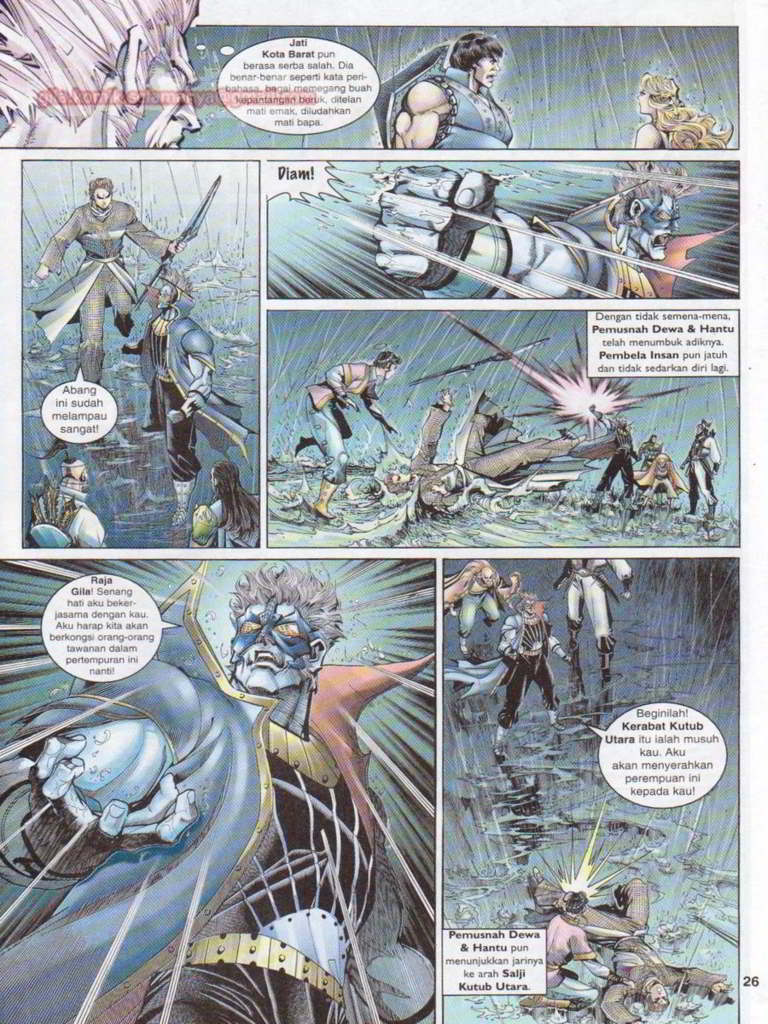 Jati
Kota Barat pun
berasa serba salah. Dia
benar-benar seperti kata peri-
bahasa, bagai memegang buah
kepantangan beruk, ditelan
mati emak, diludahkan
mati bapa.
Diam!
Abang
ini sudah
melampau
sangat!
Dengan tidak semena-mena,
Pemusnah Dewa & Hantu
telah menumbuk adiknya.
Pembela Insan pun jatuh
dan tidak sedarkan diri lagi.
Raja
Gila! Senang
hati aku beker-
jasama dengan kau.
Aku harap kita akan
berkongsi orang-orang
tawanan dalam
pertempuran ini
nanti!
Beginilah!
Kerabat Kutub
Utara itu ialah musuh
kau. Aku
akan menyerahkan
perempuan ini
kepada kau!
Pemusnah Dewa
& Hantu pun
menunjukkan jarinya
ke arah Salji
Kutub Utara.
26